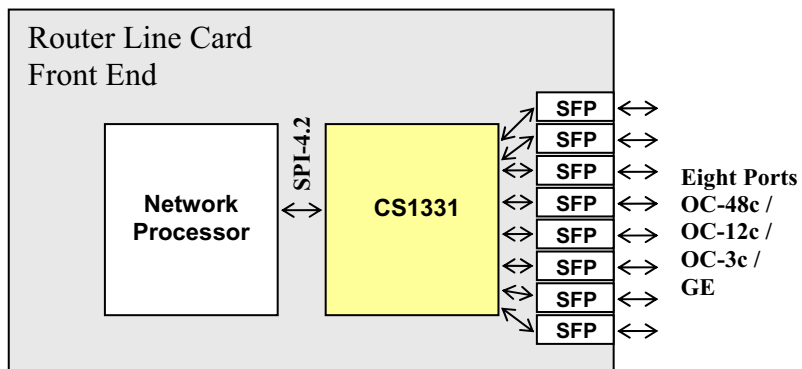 Router Line Card
Front End
Network
Processor
SPI-4.2
CS1331
SFP
SFP
SFP
SFP
SFP
SFP
SFP
SFP
Eight Ports
OC-48c /
OC-12c /
OC-3c /
GE